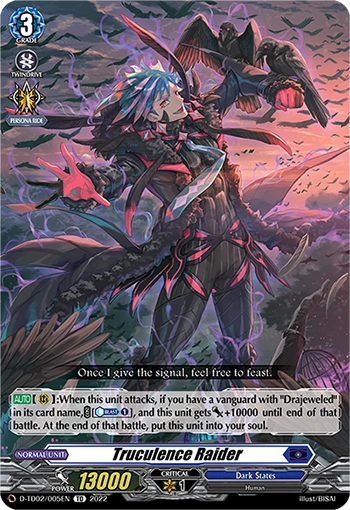 3
GRADE
TWINDRIVE
PERSONA RIDE
Once I give the signal, feel free to feast.
AUTO [ ]:When this unit attacks, if you have a vanguard with "Drajeweled"
in its card name, [ BLAST 1], and this unit gets +10000 until end of that
battle. At the end of that battle, put this unit into your soul.
NORMAL UNIT
Truculence Raider
POWER 13000
CRITICAL
1
Dark States
Human
D-TD02/005EN TD 2022
illust/BISAI